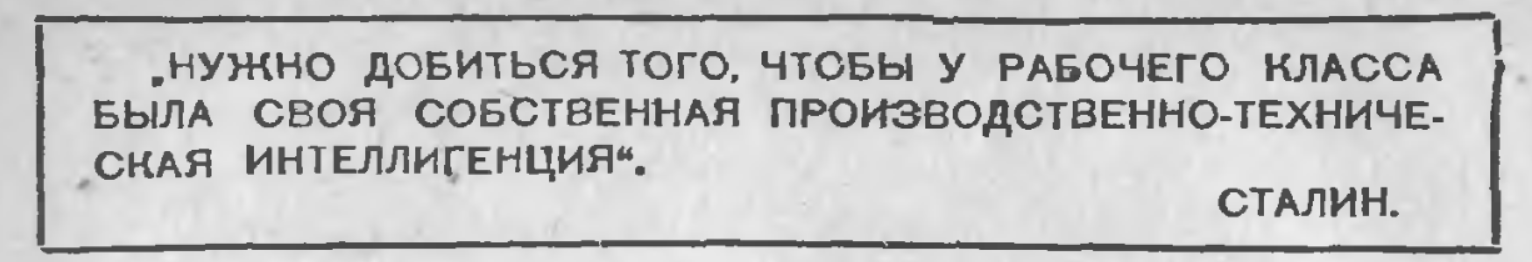 „НУЖНО ДОБИТЬСЯ ТОГО, ЧТОБЫ У РАБОЧЕГО КЛАССА
БЫЛА СВОЯ СОБСТВЕННАЯ ПРОИЗВОДСТВЕННО-ТЕХНИЧЕ-
СКАЯ ИНТЕЛЛИГЕНЦИЯ“.
СТАЛИН.